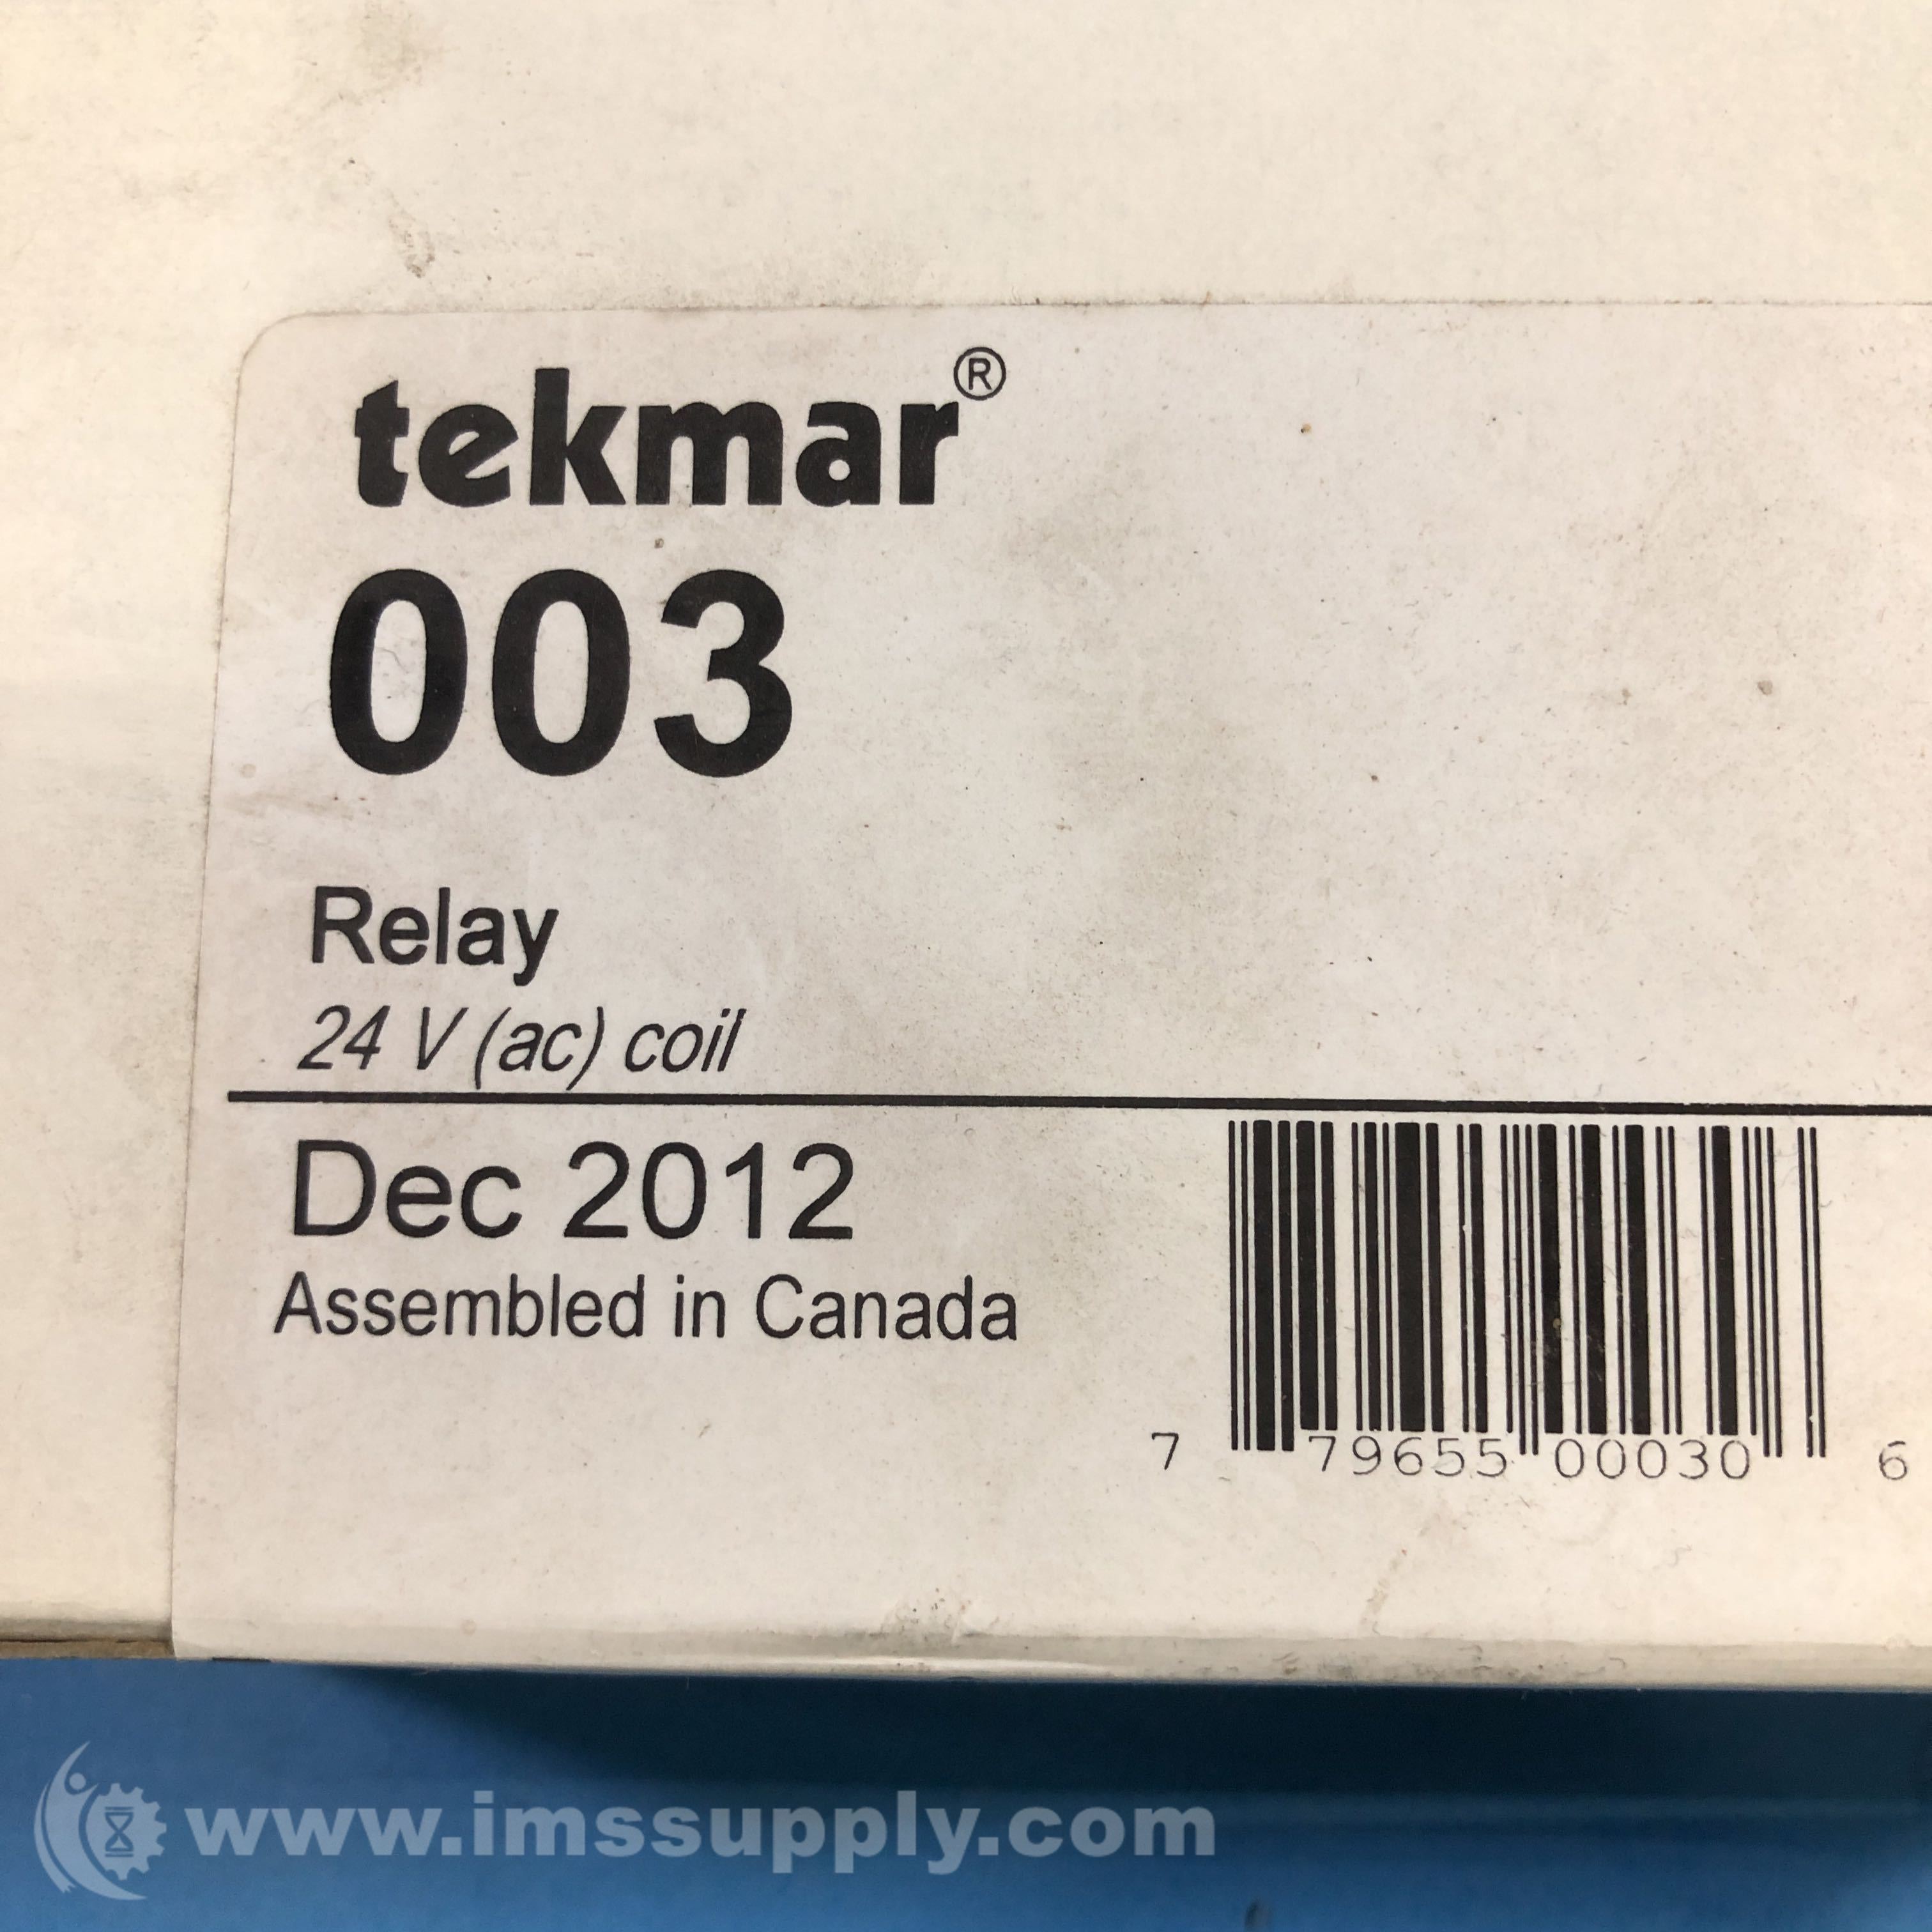 tekmar®
003
Relay
24 V (ac) coil
Dec 2012
Assembled in Canada
7 79655 00030 6
www.imssupply.com